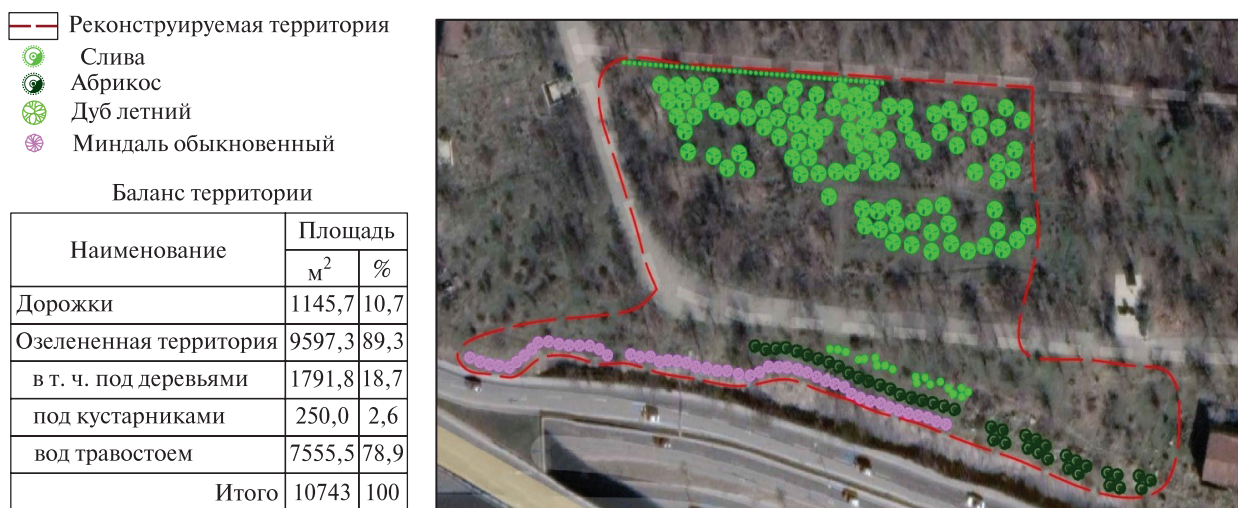 Реконструируемая территория
Слива
Абрикос
Дуб летний
Миндаль обыкновенный
Баланс территории
Наименование Площадь
м² %
Дорожки 1145,7 10,7
Озелененная территория 9597,3 89,3
в т. ч. под деревьями 1791,8 18,7
под кустарниками 250,0 2,6
вод травостоем 7555,5 78,9
Итого 10743 100